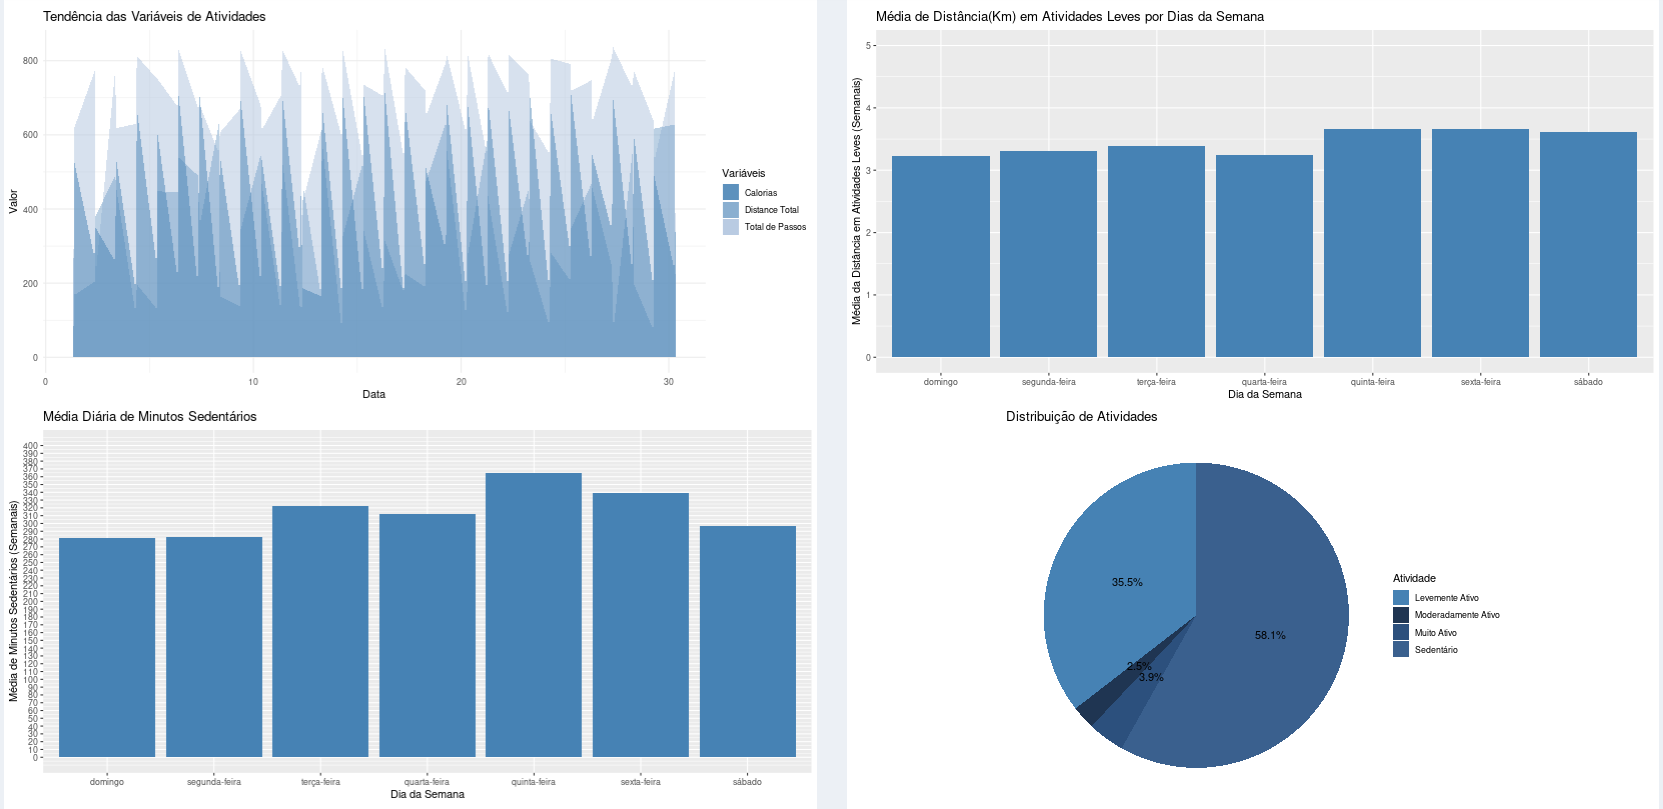 Tendência das Variáveis de Atividades
Valor
800
600
400
200
0
0 10 20 30
Data
Variáveis
Calorias
Distance Total
Total de Passos
Média de Distância(Km) em Atividades Leves por Dias da Semana
Média da Distância em Atividades Leves (Semanais)
5
4
3
2
1
0
domingo segunda-feira terça-feira quarta-feira quinta-feira sexta-feira sábado
Dia da Semana
Média Diária de Minutos Sedentários
Média de Minutos Sedentários (Semanais)
400
390
380
370
360
350
340
330
320
310
300
290
280
270
260
250
240
230
220
210
200
190
180
170
160
150
140
130
120
110
100
90
80
70
60
50
40
30
20
10
0
domingo segunda-feira terça-feira quarta-feira quinta-feira sexta-feira sábado
Dia da Semana
Distribuição de Atividades
35.5%
58.1%
2.5%
3.9%
Atividade
Levemente Ativo
Moderadamente Ativo
Muito Ativo
Sedentário